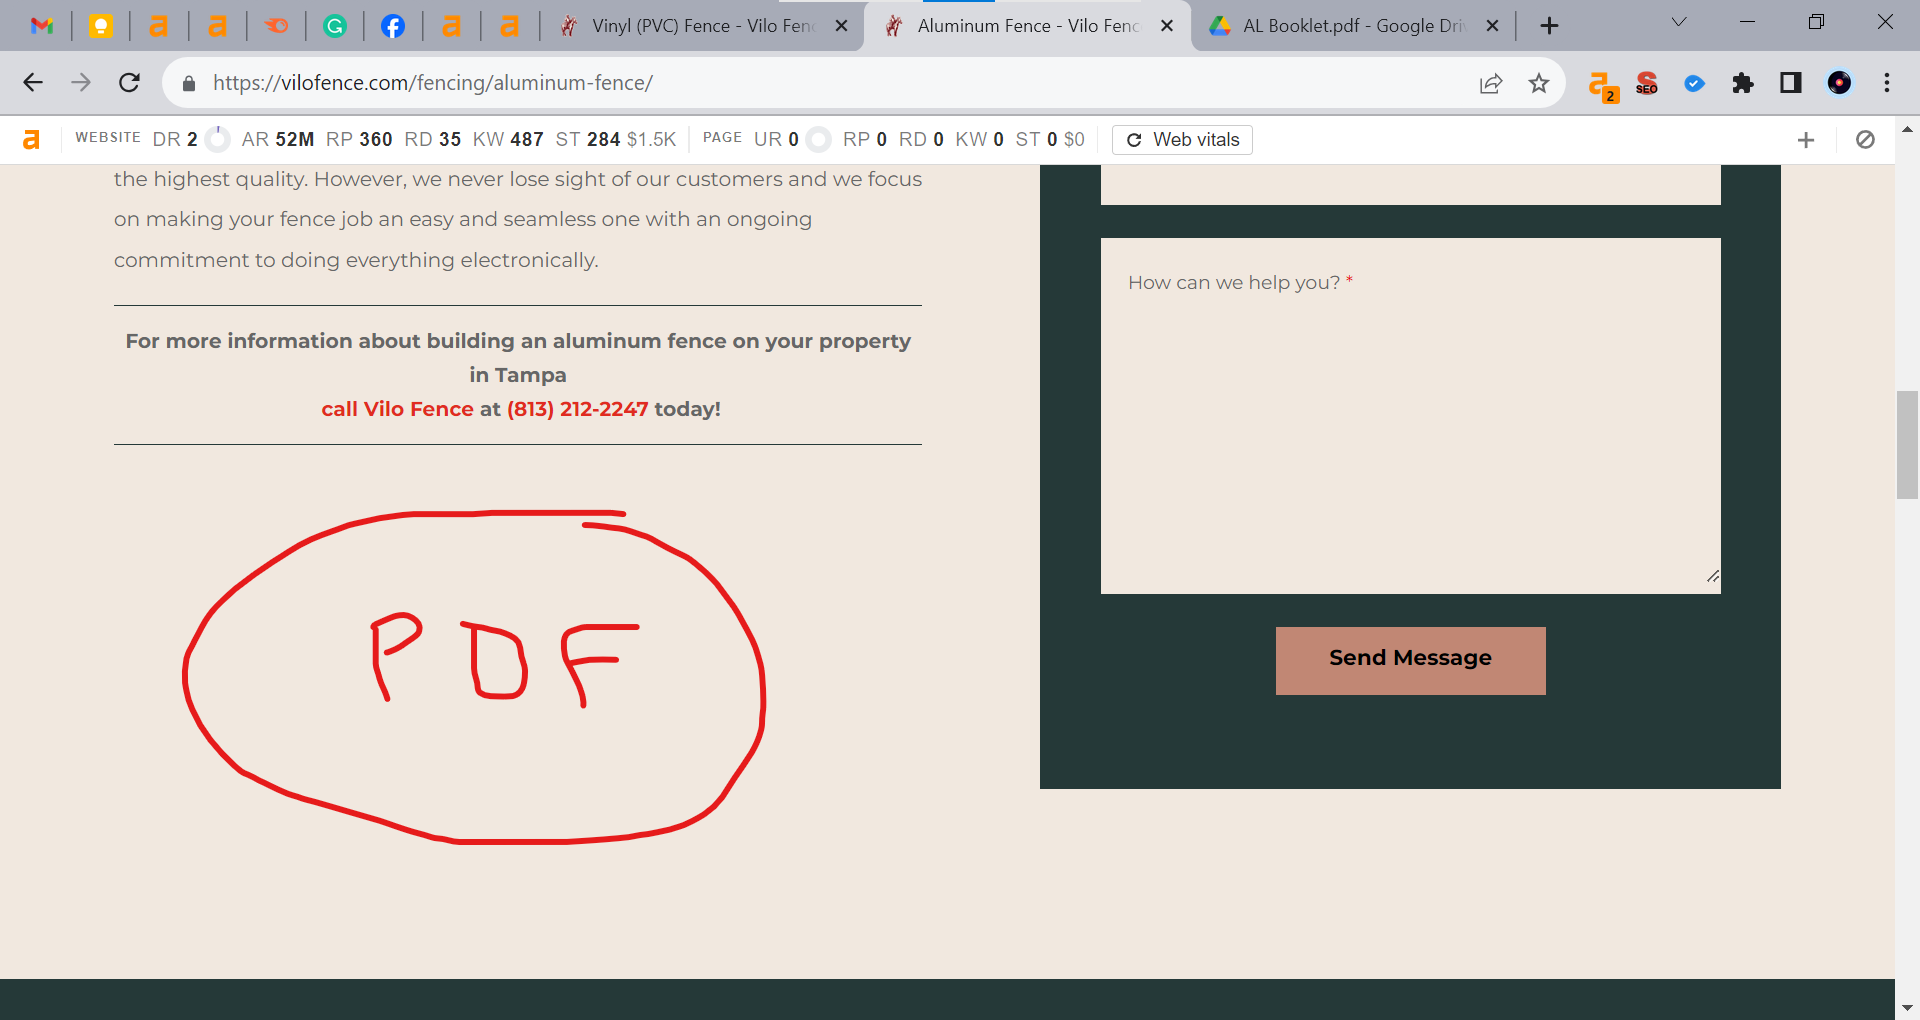 Vinyl (PVC) Fence - Vilo Fenc
Aluminum Fence - Vilo Fenc
AL Booklet.pdf - Google Driv
https://vilofence.com/fencing/aluminum-fence/
2
SEO
WEBSITE DR 2 AR 52M RP 360 RD 35 KW 487 ST 284 $1.5K PAGE UR 0 RP 0 RD 0 KW 0 ST 0 $0 Web vitals
the highest quality. However, we never lose sight of our customers and we focus
on making your fence job an easy and seamless one with an ongoing
commitment to doing everything electronically.
For more information about building an aluminum fence on your property
in Tampa
call Vilo Fence at (813) 212-2247 today!
PDF
How can we help you? *
Send Message